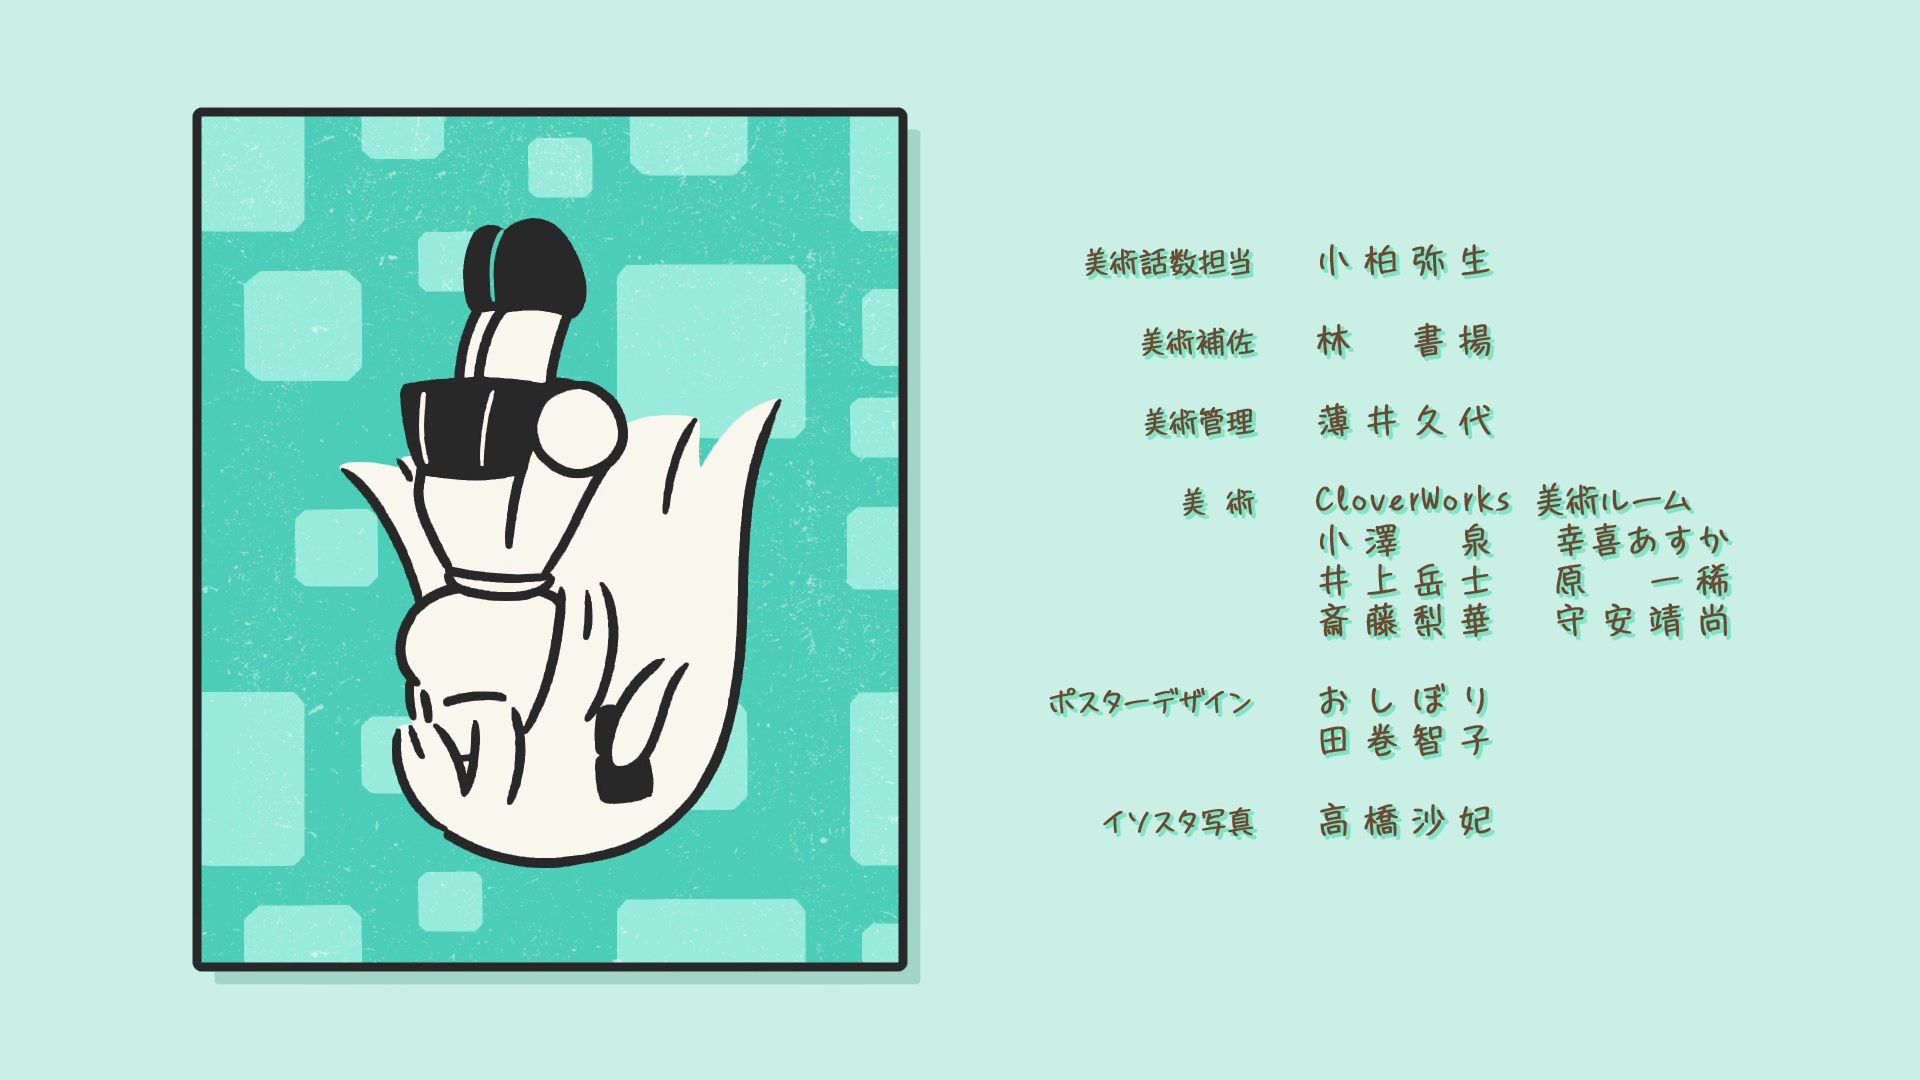 美術話数担当 小柏弥生
美術補佐 林 書揚
美術管理 薄井久代
美術 CloverWorks 美術ルーム
小澤 泉 幸喜あすか
井上岳士 原 一稀
斎藤梨華 守安靖尚
ポスターデザイン おしぼり
田巻智子
イソスタ写真 高橋沙妃